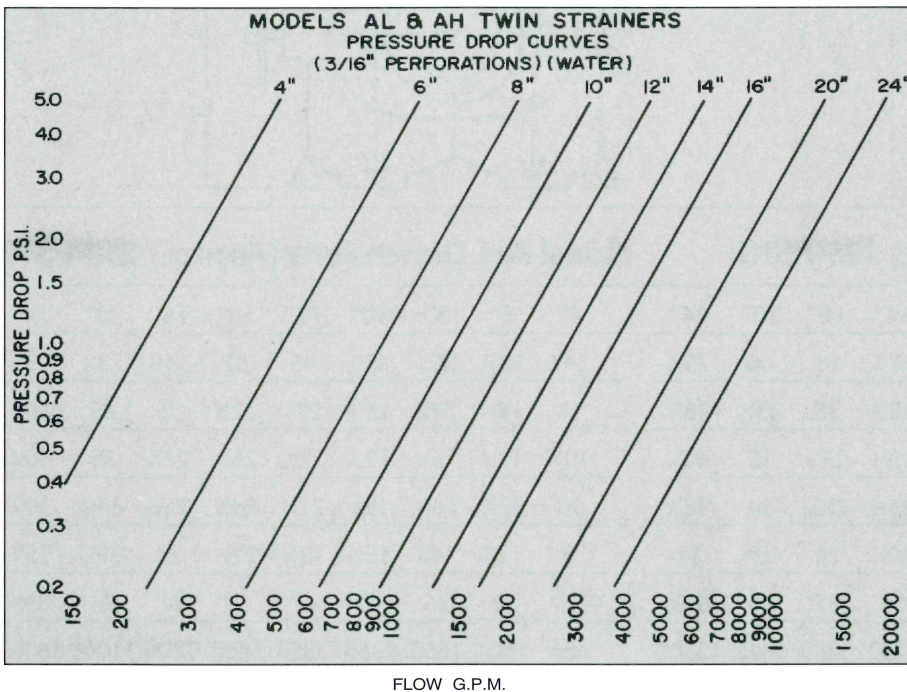 MODELS AL & AH TWIN STRAINERS
PRESSURE DROP CURVES
(3/16" PERFORATIONS) (WATER)
4" 6" 8" 10" 12" 14" 16" 20" 24"
PRESSURE DROP P.S.I.
5.0
4.0
3.0
2.0
1.5
1.0
0.9
0.8
0.7
0.6
0.5
0.4
0.3
0.2
150 200 300 400 500 600 700 800 900 1000 1500 2000 3000 4000 5000 6000 7000 8000 9000 10000 15000 20000
FLOW G.P.M.